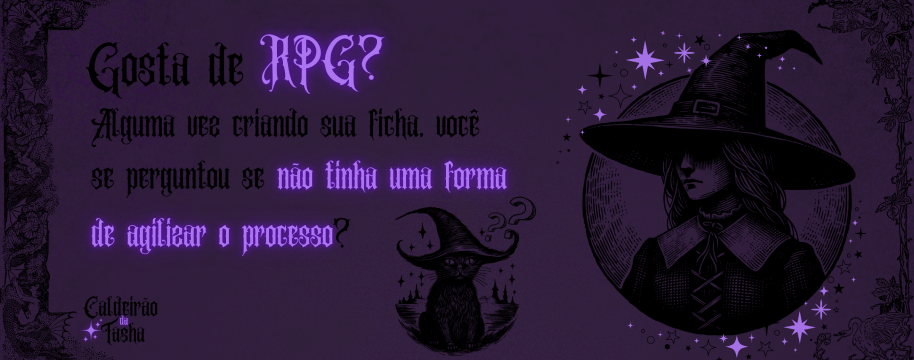 Gosta de RPG?
Alguma vez criando sua ficha, você
se perguntou se não tinha uma forma
de agilizar o processo?
Caldeirão
da
Tasha